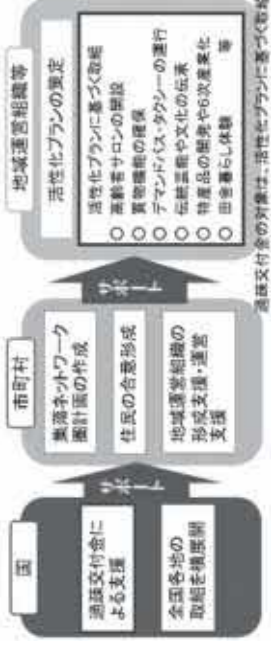 国
過疎交付金に
よる支援
全国各地の
取組を横展開
サポート
市町村
集落ネットワーク
圏計画の作成
住民の合意形成
地域運営組織の
形成支援・運営
支援
サポート
地域運営組織等
活性化プランの策定
活性化プランに基づく取組
○ 高齢者サロンの開設
○ 買物機能の確保
○ デマンドバス・タクシーの運行
○ 伝統芸能や文化の伝承
○ 特産品の開発や6次産業化
○ 田舎暮らし体験 等
過疎交付金の対象は、活性化プランに基づく取組